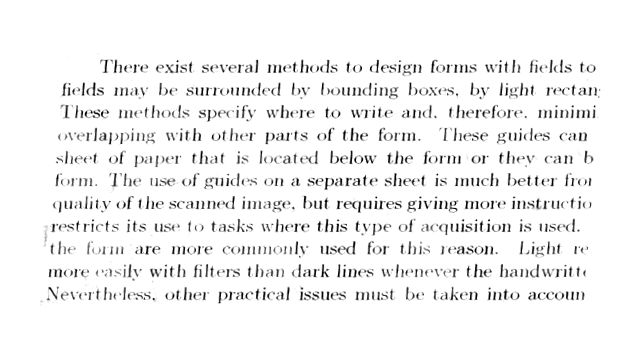 There exist several methods to design forms with fields to
fields may be surrounded by bounding boxes, by light rectan
These methods specify where to write and, therefore, minimi
overlapping with other parts of the form. These guides can
sheet of paper that is located below the form or they can b
form. The use of guides on a separate sheet is much better fro
quality of the scanned image, but requires giving more instructio
restricts its use to tasks where this type of acquisition is used.
the form are more commonly used for this reason. Light re
more easily with filters than dark lines whenever the handwritte
Nevertheless, other practical issues must be taken into accoun